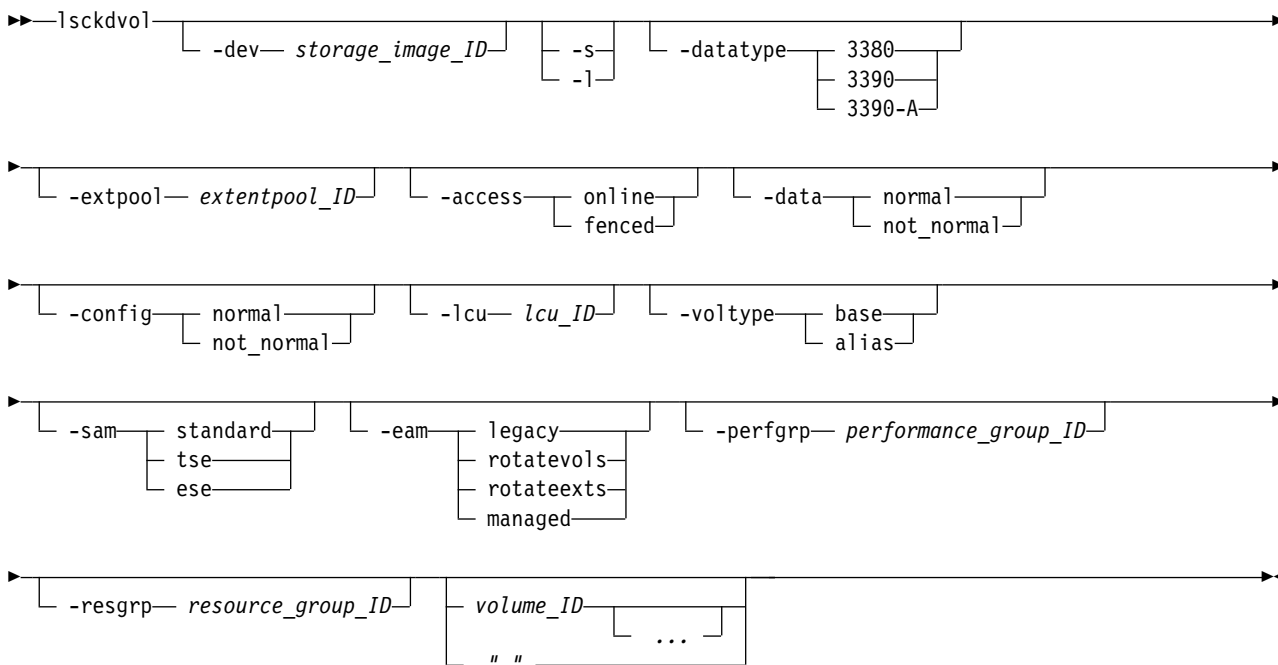 lsckdvol -dev storage_image_ID -s -datatype 3380
-l 3390
3390-A
-extpool extentpool_ID -access online -data normal
fenced not_normal
-config normal -lcu lcu_ID -voltype base
not_normal alias
-sam standard -eam legacy -perfgrp performance_group_ID
tse rotatevols
ese rotateexts
managed
-resgrp resource_group_ID volume_ID
...
" "